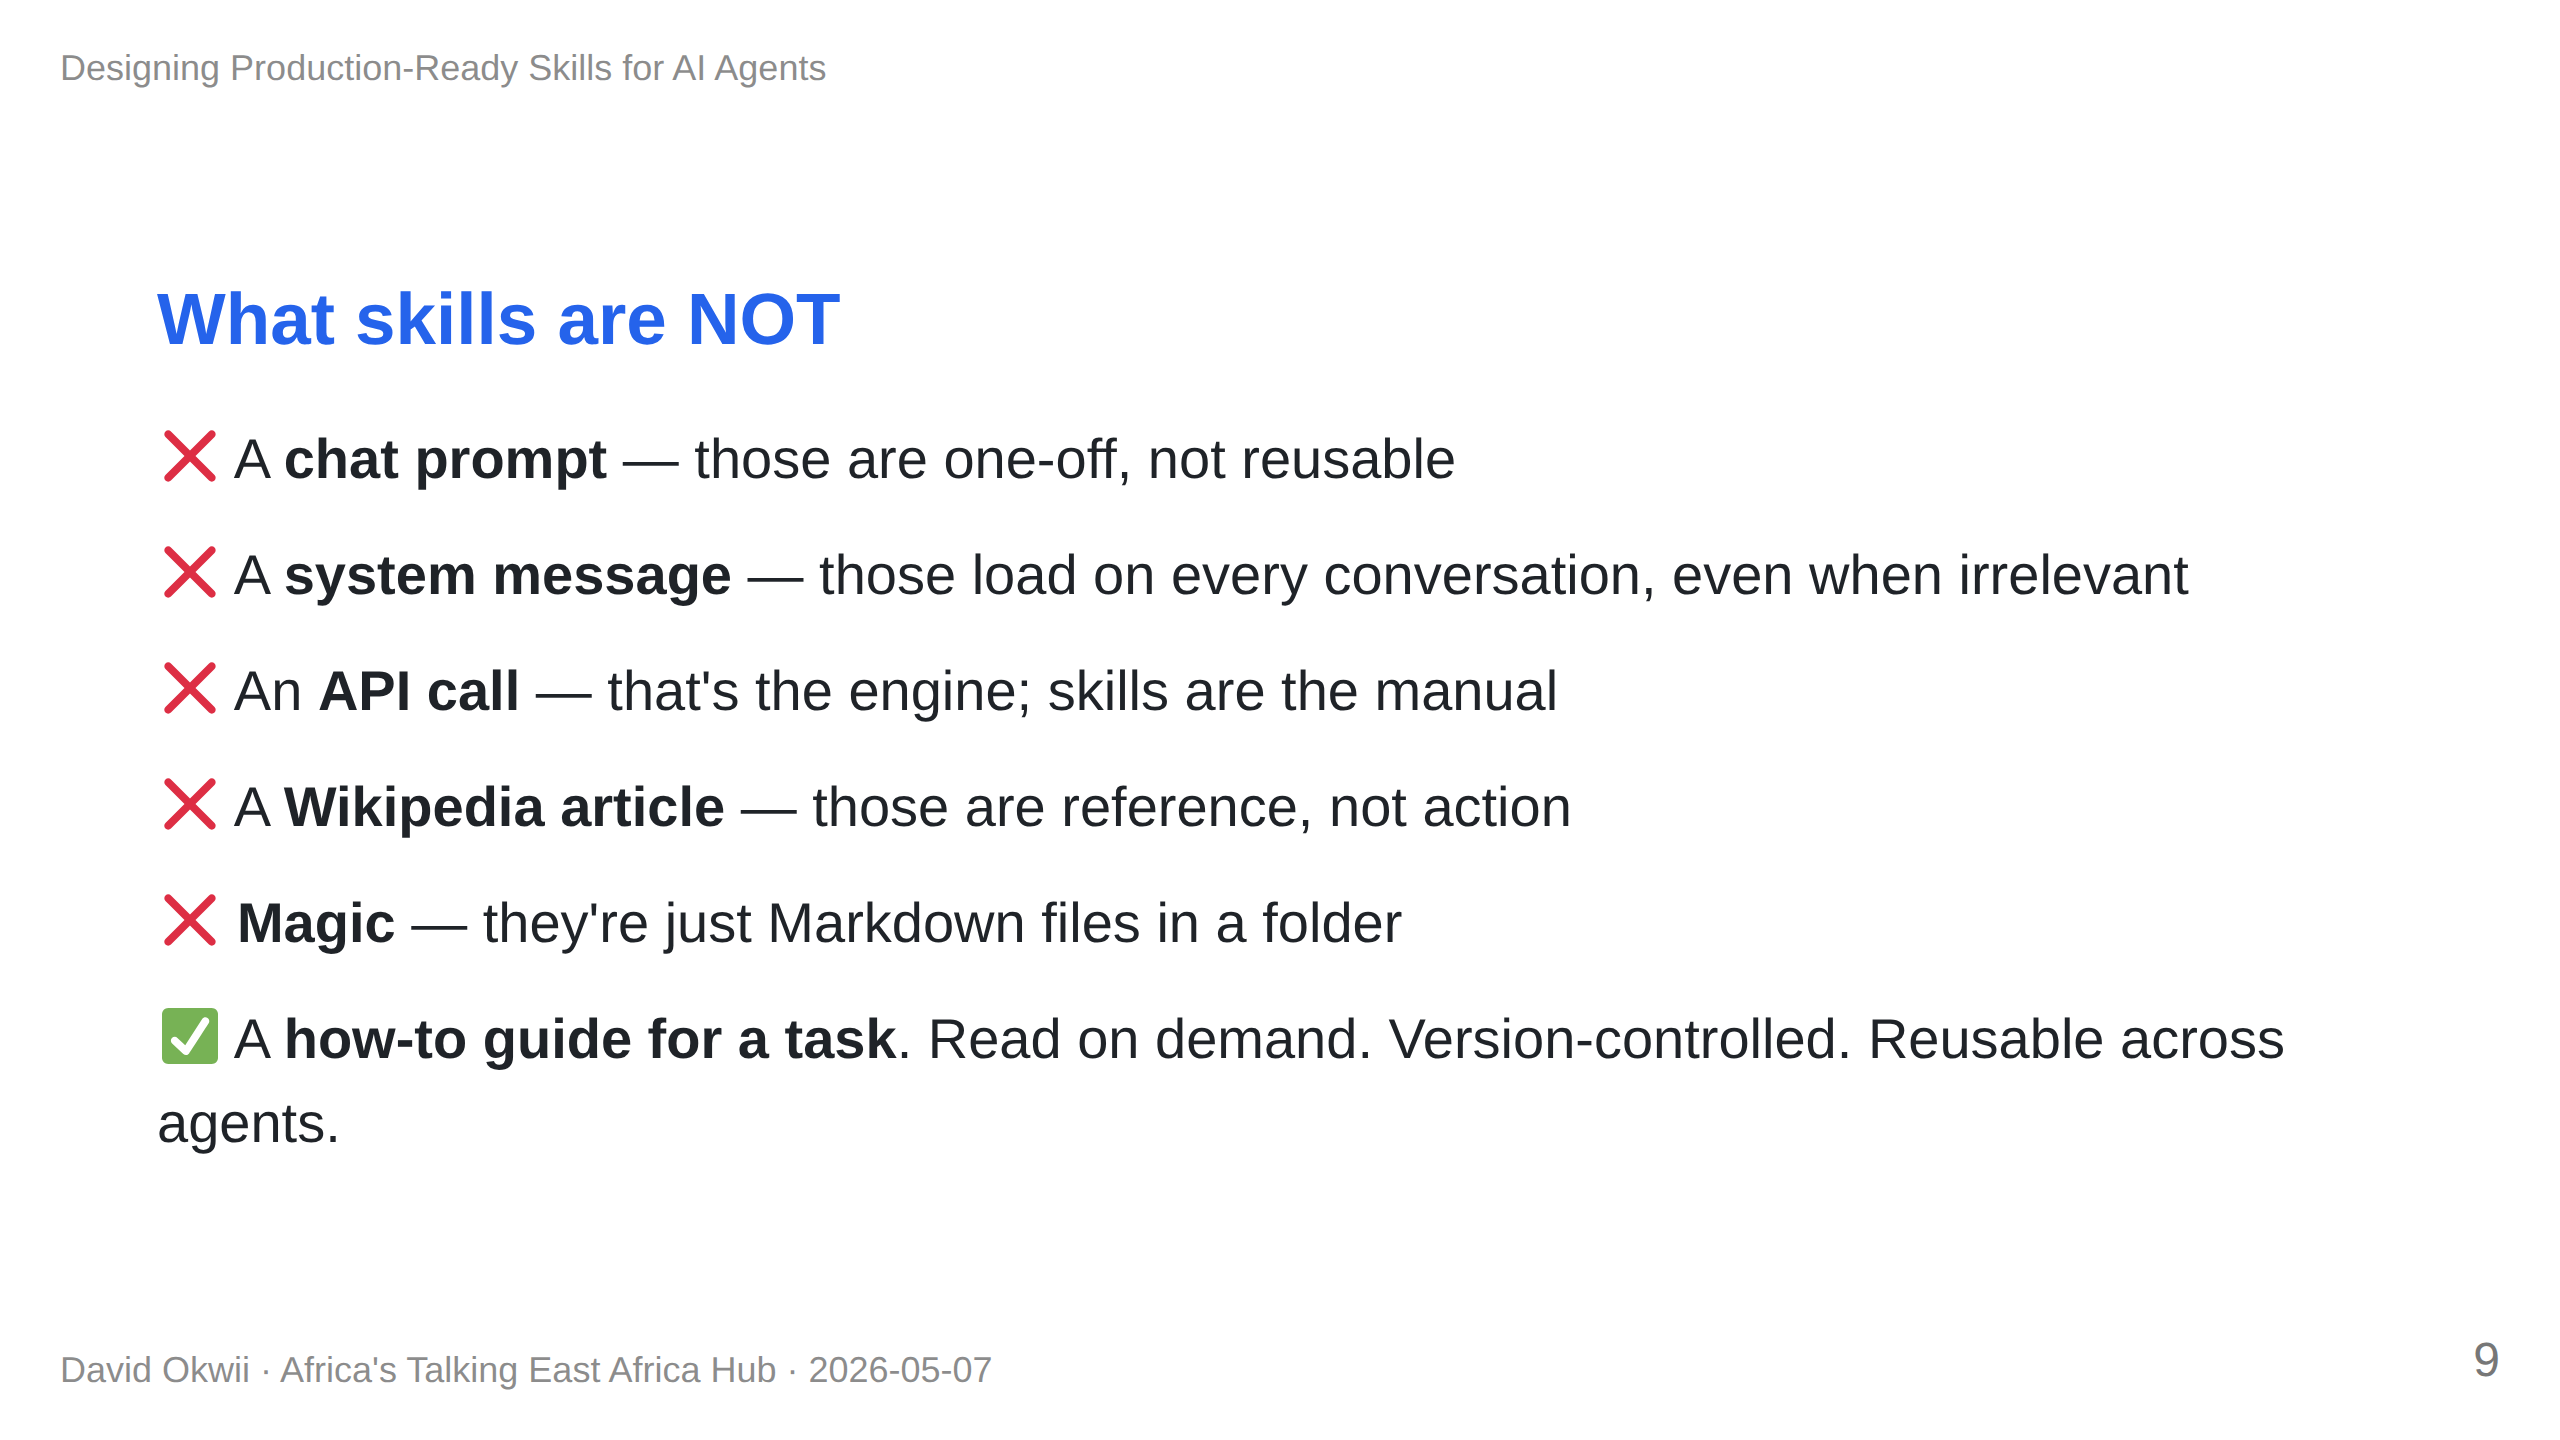 Designing Production-Ready Skills for AI Agents
What skills are NOT
❌ A chat prompt — those are one-off, not reusable
❌ A system message — those load on every conversation, even when irrelevant
❌ An API call — that's the engine; skills are the manual
❌ A Wikipedia article — those are reference, not action
❌ Magic — they're just Markdown files in a folder
✅ A how-to guide for a task. Read on demand. Version-controlled. Reusable across
agents.
David Okwii · Africa's Talking East Africa Hub · 2026-05-07
9